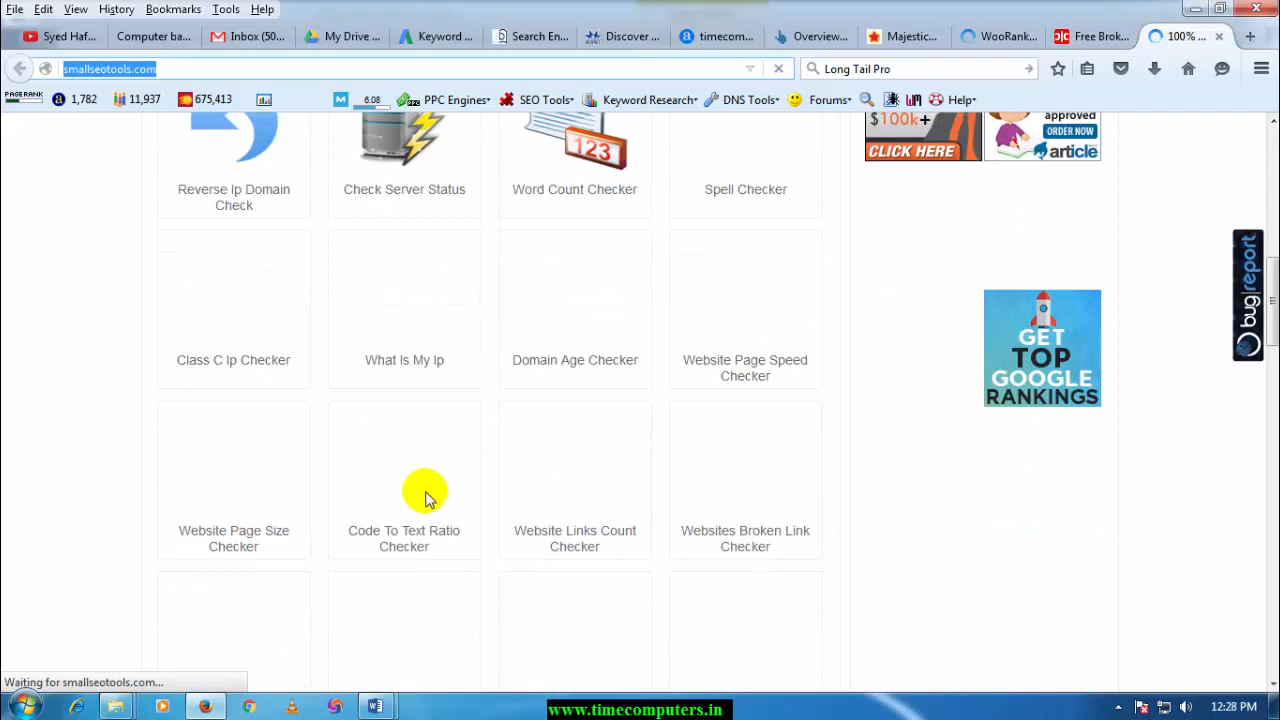 File Edit View History Bookmarks Tools Help
Syed Haf... Computer ba... Inbox (50... My Drive ... Keyword ... Search En... Discover ... timecom... Overview... Majestic... WooRank... Free Brok... 100% ...
smallseotools.com Long Tail Pro
PAGERANK 1,782 11,937 675,413 M 6.08 PPC Engines SEO Tools Keyword Research DNS Tools Forums Help
$100k+
CLICK HERE
approved
ORDER NOW
article
123
Reverse Ip Domain
Check
Check Server Status
Word Count Checker
Spell Checker
bugreport
Class C Ip Checker
What Is My Ip
Domain Age Checker
Website Page Speed
Checker
GET
TOP
GOOGLE
RANKINGS
Website Page Size
Checker
Code To Text Ratio
Checker
Website Links Count
Checker
Websites Broken Link
Checker
Waiting for smallseotools.com...
www.timecomputers.in
12:28 PM